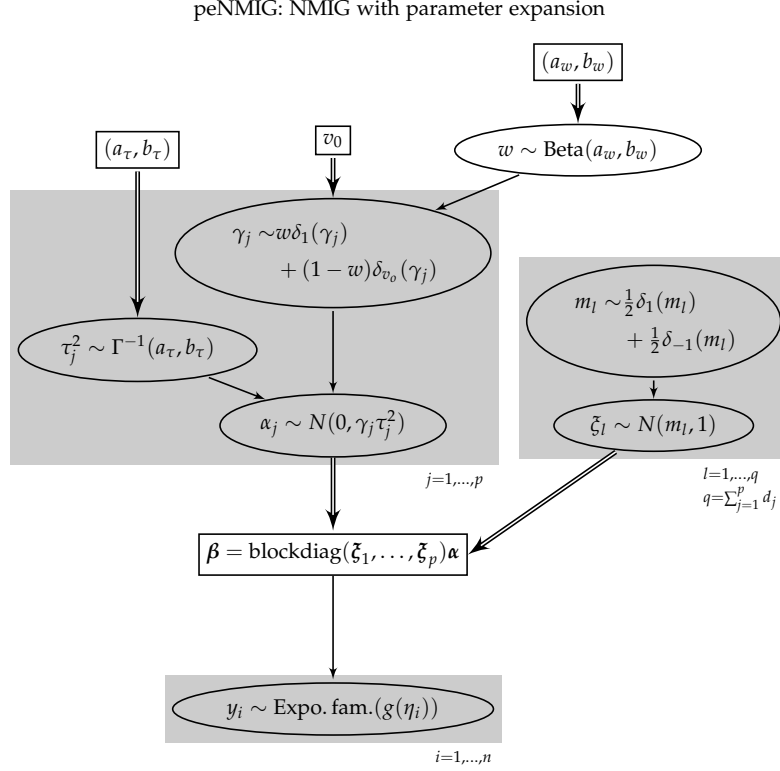 peNMIG: NMIG with parameter expansion
(a_w, b_w)
(a_τ, b_τ)
v_0
w ∼ Beta(a_w, b_w)
γ_j ∼ wδ_1(γ_j)
+ (1 − w)δ_{v_o}(γ_j)
m_l ∼ ½δ_1(m_l)
+ ½δ_{−1}(m_l)
τ_j^2 ∼ Γ^{−1}(a_τ, b_τ)
α_j ∼ N(0, γ_jτ_j^2)
ξ_l ∼ N(m_l, 1)
j=1,...,p
l=1,...,q
q=∑_{j=1}^p d_j
β = blockdiag(ξ_1, . . . , ξ_p)α
y_i ∼ Expo. fam.(g(η_i))
i=1,...,n